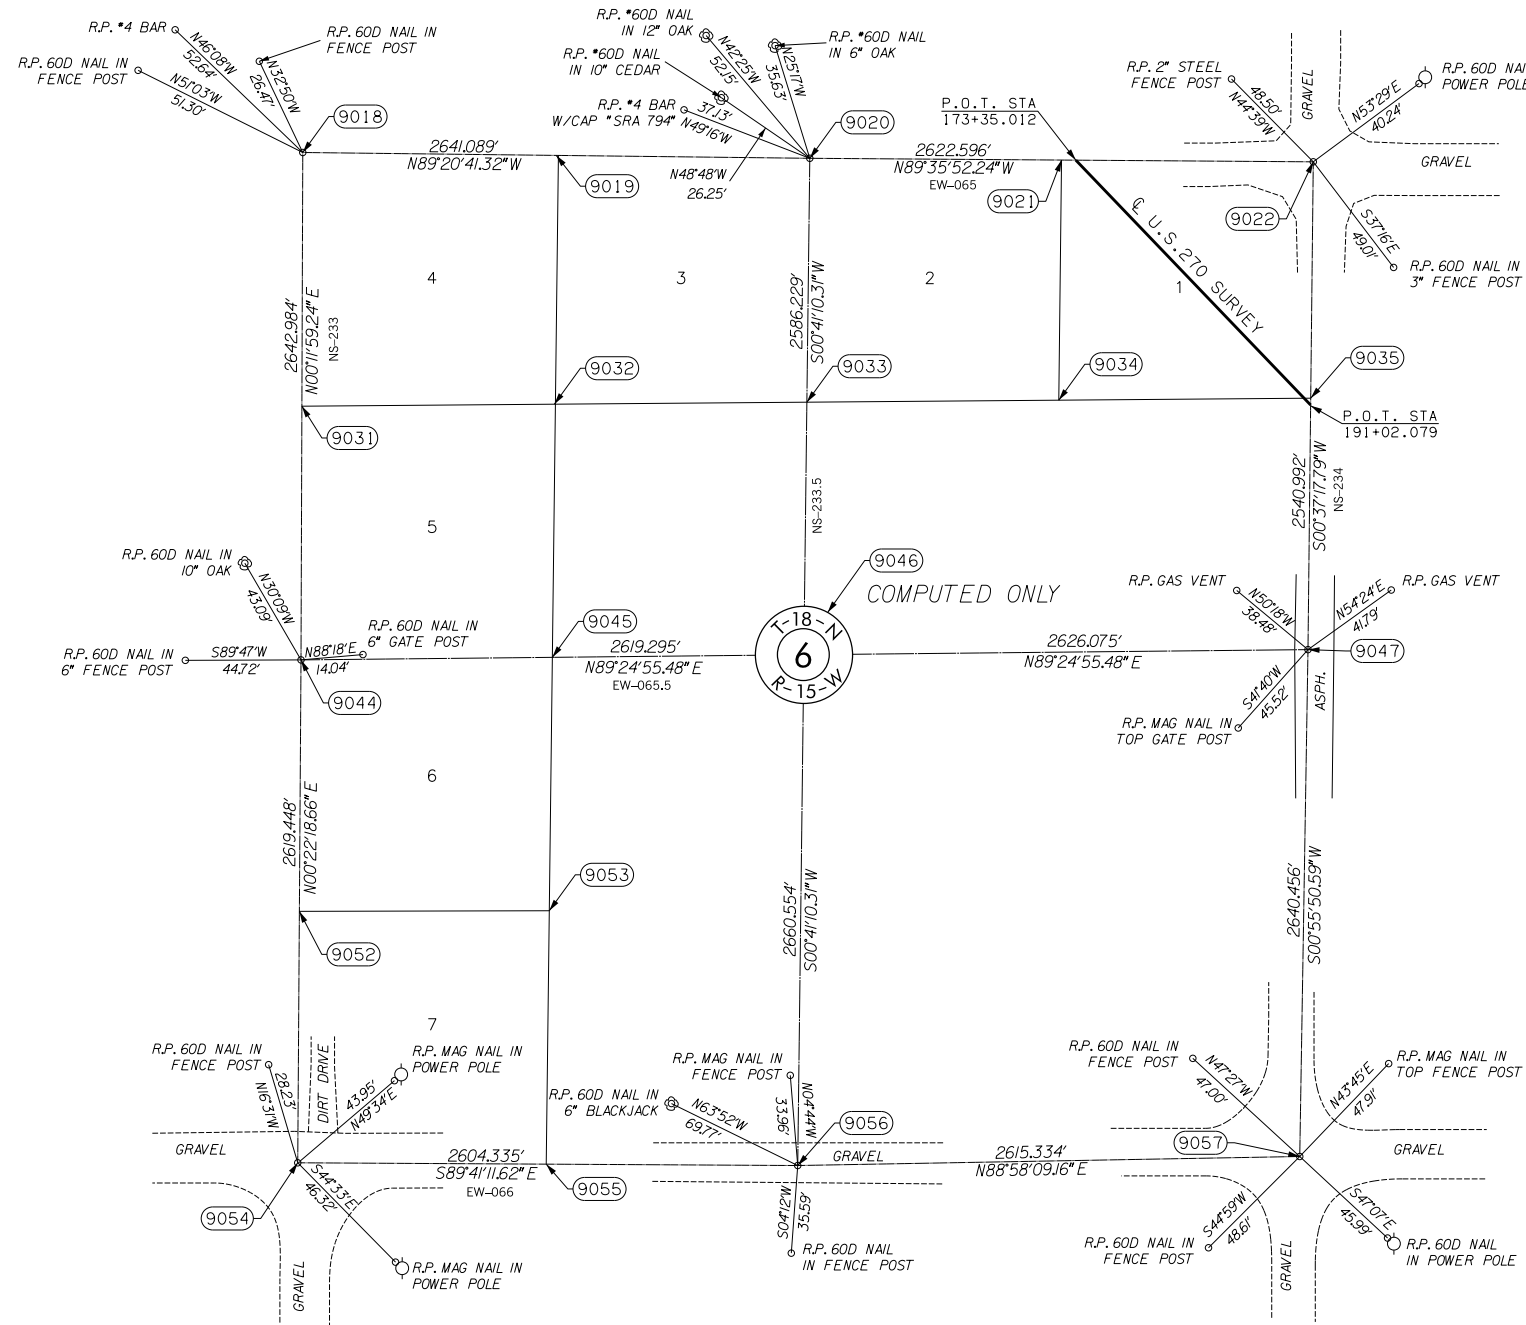 R.P. #4 BAR
N46°08'W
52.64'
R.P. 60D NAIL IN
FENCE POST
N32°50'W
26.47'
R.P. 60D NAIL IN
FENCE POST
N51°03'W
51.30'
9018
R.P. #60D NAIL
IN 12" OAK
N42°25'W
52.15'
R.P. #60D NAIL
IN 6" OAK
N25°17'W
35.63'
R.P. #60D NAIL
IN 10" CEDAR
37.13'
R.P. #4 BAR
W/CAP "SRA 794"
N49°16'W
N48°48'W
26.25'
9020
P.O.T. STA
173+35.012
R.P. 2" STEEL
FENCE POST
48.50'
N44°39'W
GRAVEL
N53°29'E
40.24'
R.P. 60D NAI
POWER POLE
GRAVEL
2641.089'
N89°20'41.32"W
9019
2622.596'
N89°35'52.24"W
EW-065
9021
9022
S37°16'E
49.01'
R.P. 60D NAIL IN
3" FENCE POST
℄ U.S.270 SURVEY
4
3
2
1
2642.984'
N00°11'59.24"E
NS-233
2586.229'
S00°41'10.31"W
9032
9033
9034
9035
9031
P.O.T. STA
191+02.079
NS-233.5
2540.992'
S00°37'17.79"W
NS-234
5
R.P. 60D NAIL IN
10" OAK
N30°09'W
43.09'
9046
COMPUTED ONLY
R.P. GAS VENT
N50°18'W
38.48'
N54°24'E
41.79'
R.P. GAS VENT
R.P. 60D NAIL IN
6" GATE POST
9045
T-18-N
6
R-15-W
R.P. 60D NAIL IN
6" FENCE POST
S89°47'W
44.72'
N88°18'E
14.04'
2619.295'
N89°24'55.48"E
EW-065.5
2626.075'
N89°24'55.48"E
9047
9044
S41°40'W
45.52'
ASPH.
R.P. MAG NAIL IN
TOP GATE POST
6
2619.448'
N00°22'18.66"E
9053
2660.554'
S00°41'10.31"W
2640.456'
S00°55'50.59"W
9052
7
R.P. 60D NAIL IN
FENCE POST
28.23'
N16°31'W
DIRT DRIVE
43.95'
N49°34'E
R.P. MAG NAIL IN
POWER POLE
R.P. MAG NAIL IN
FENCE POST
N04°44'W
33.96'
R.P. 60D NAIL IN
6" BLACKJACK
N63°52'W
69.77'
9056
R.P. 60D NAIL IN
FENCE POST
N47°27'W
47.00'
N43°45'E
47.91'
R.P. MAG NAIL IN
TOP FENCE POST
9057
GRAVEL
GRAVEL
GRAVEL
2604.335'
S89°41'11.62"E
EW-066
2615.334'
N88°58'09.16"E
9055
9054
S44°33'E
46.32'
R.P. MAG NAIL IN
POWER POLE
GRAVEL
S04°12'W
35.59'
R.P. 60D NAIL
IN FENCE POST
S44°59'W
48.61'
R.P. 60D NAIL IN
FENCE POST
GRAVEL
S47°07'E
45.99'
R.P. 60D NAIL
IN POWER POLE